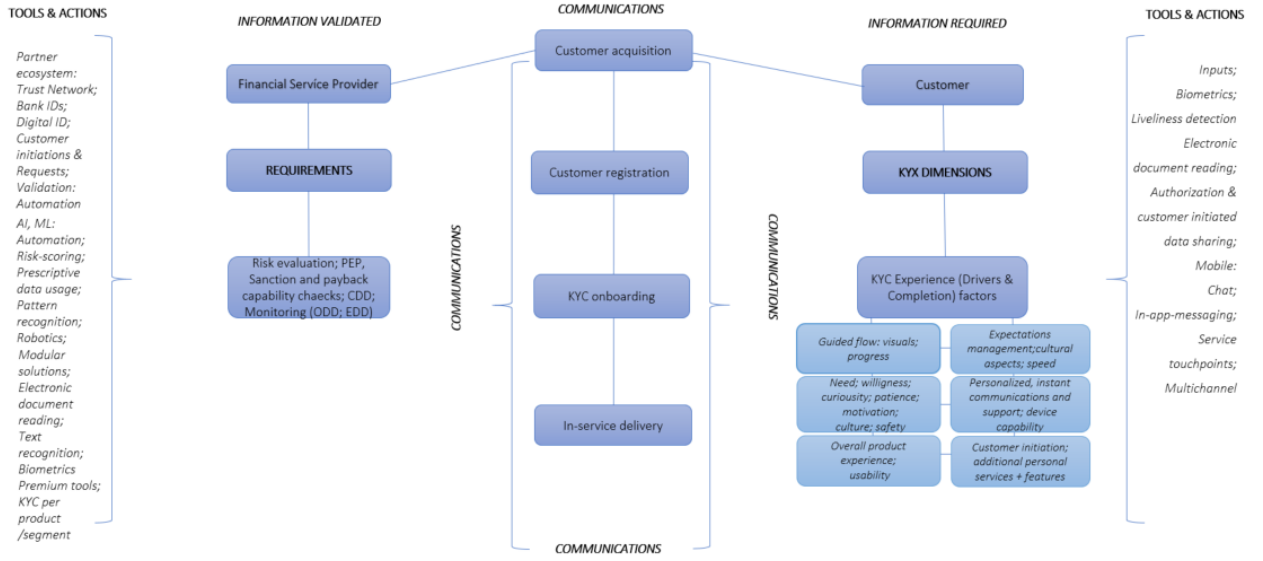 TOOLS & ACTIONS
Partner
ecosystem:
Trust Network;
Bank IDs;
Digital ID;
Customer
initiations &
Requests;
Validation:
Automation
AI, ML:
Automation;
Risk-scoring;
Prescriptive
data usage;
Pattern
recognition;
Robotics;
Modular
solutions;
Electronic
document
reading;
Text
recognition;
Biometrics
Premium tools;
KYC per
product
/segment
INFORMATION VALIDATED
Financial Service Provider
REQUIREMENTS
Risk evaluation; PEP,
Sanction and payback
capability chaecks; CDD;
Monitoring (ODD; EDD)
COMMUNICATIONS
COMMUNICATIONS
Customer acquisition
Customer registration
KYC onboarding
In-service delivery
COMMUNICATIONS
COMMUNICATIONS
INFORMATION REQUIRED
Customer
KYX DIMENSIONS
KYC Experience (Drivers &
Completion) factors
Guided flow: visuals;
progress
Expectations
management;cultural
aspects; speed
Need; willigness;
curiousity; patience;
motivation;
culture; safety
Personalized, instant
communications and
support; device
capability
Overall product
experience;
usability
Customer initiation;
additional personal
services + features
TOOLS & ACTIONS
Inputs;
Biometrics;
Liveliness detection
Electronic
document reading;
Authorization &
customer initiated
data sharing;
Mobile:
Chat;
In-app-messaging;
Service
touchpoints;
Multichannel